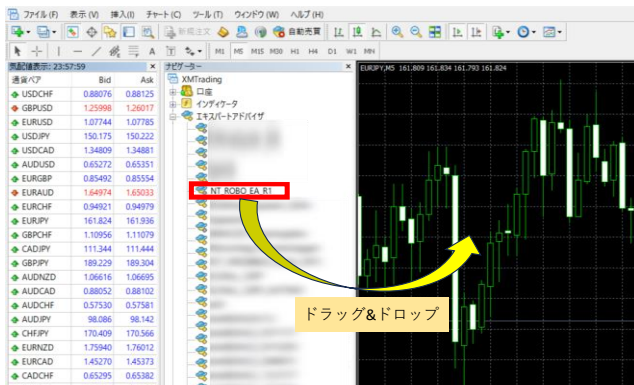 ファイル(F) 表示(V) 挿入(I) チャート(C) ツール(T) ウィンドウ(W) ヘルプ(H)
新規注文 自動売買
A T M1 M5 M15 M30 H1 H4 D1 W1 MN
気配値表示: 23:57:59 ×
通貨ペア Bid Ask
USDCHF 0.88076 0.88125
GBPUSD 1.25998 1.26017
EURUSD 1.07744 1.07785
USDJPY 150.175 150.222
USDCAD 1.34809 1.34881
AUDUSD 0.65272 0.65351
EURGBP 0.85492 0.85554
EURAUD 1.64974 1.65033
EURCHF 0.94921 0.94979
EURJPY 161.824 161.936
GBPCHF 1.10956 1.11079
CADJPY 111.344 111.444
GBPJPY 189.229 189.304
AUDNZD 1.06616 1.06695
AUDCAD 0.88052 0.88102
AUDCHF 0.57530 0.57581
AUDJPY 98.086 98.142
CHFJPY 170.409 170.566
EURNZD 1.75940 1.76012
EURCAD 1.45270 1.45373
CADCHF 0.65295 0.65382
ナビゲーター ×
XMTrading
口座
インディケータ
エキスパートアドバイザ
NT_ROBO_EA_R1
EURJPY,M5 161.809 161.834 161.793 161.824
ドラッグ&ドロップ